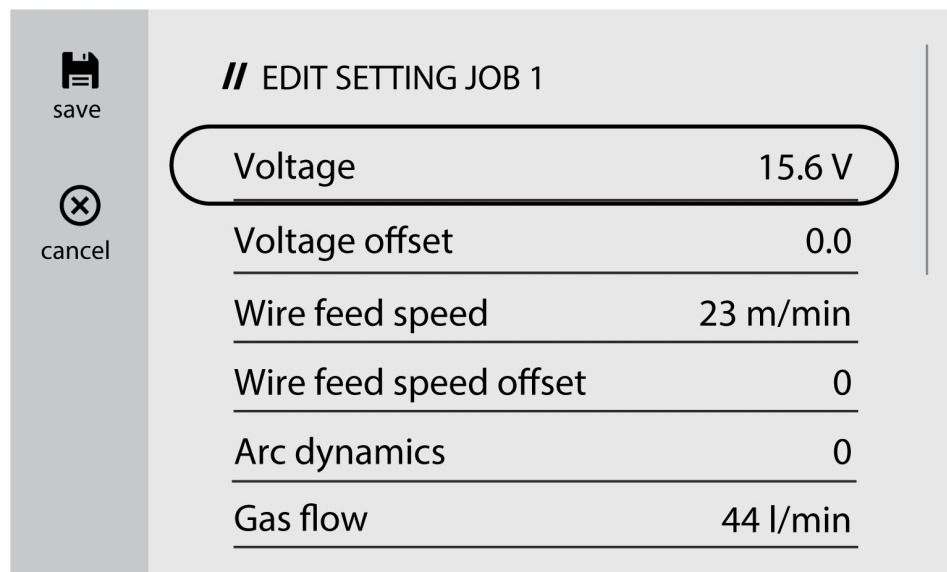 save
cancel
// EDIT SETTING JOB 1
Voltage 15.6 V
Voltage offset 0.0
Wire feed speed 23 m/min
Wire feed speed offset 0
Arc dynamics 0
Gas flow 44 l/min